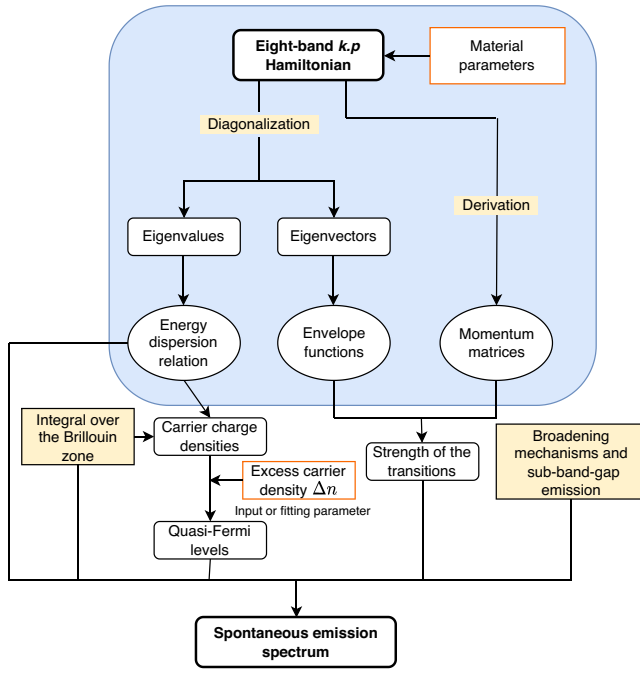 Eight-band k.p
Hamiltonian
Material
parameters
Diagonalization
Derivation
Eigenvalues
Eigenvectors
Energy
dispersion
relation
Envelope
functions
Momentum
matrices
Integral over
the Brillouin
zone
Carrier charge
densities
Strength of the
transitions
Broadening
mechanisms and
sub-band-gap
emission
Excess carrier
density Δn
Input or fitting parameter
Quasi-Fermi
levels
Spontaneous emission
spectrum